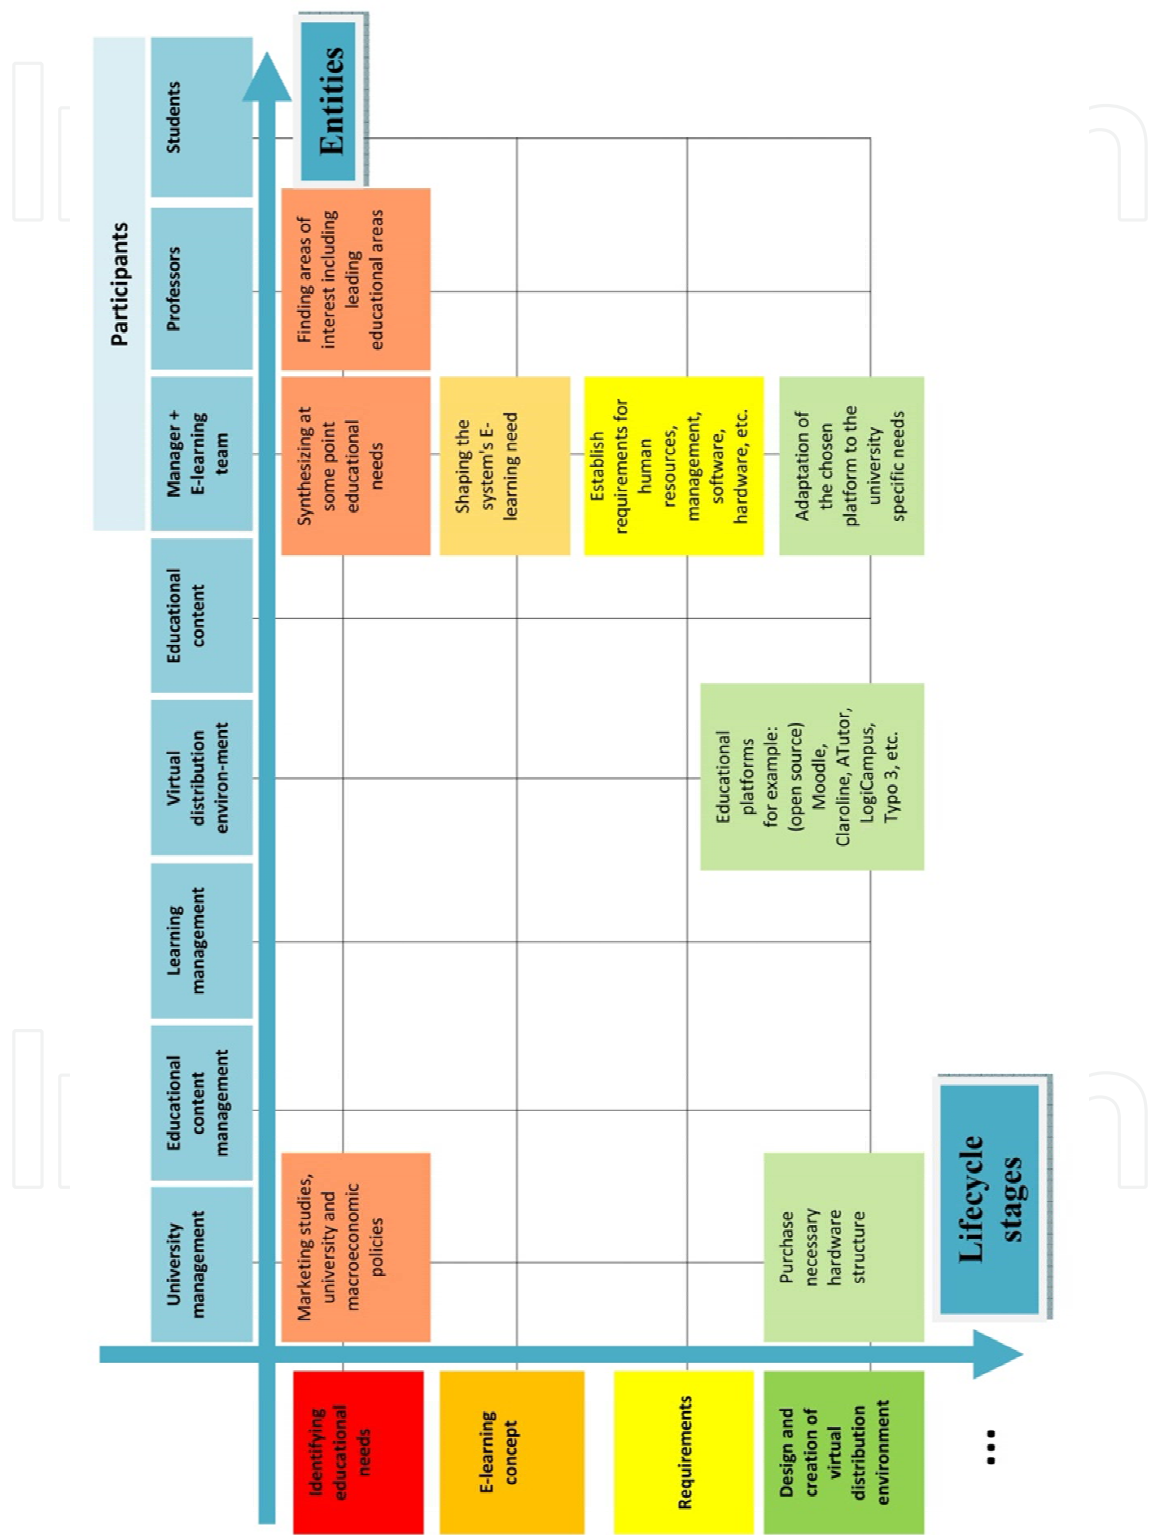 Participants
University
management
Educational
content
management
Learning
management
Virtual
distribution
environ-ment
Educational
content
Manager +
E-learning
team
Professors
Students
Entities
Identifying
educational
needs
Marketing studies,
university and
macroeconomic
policies
Synthesizing at
some point
educational
needs
Finding areas of
interest including
leading
educational areas
E-learning
concept
Shaping the
system's E-
learning need
Requirements
Establish
requirements for
human
resources,
management,
software,
hardware, etc.
Design and
creation of
virtual
distribution
environment
Purchase
necessary
hardware
structure
Educational
platforms
for example:
(open source)
Moodle,
Claroline, ATutor,
LogiCampus,
Typo 3, etc.
Adaptation of
the chosen
platform to the
university
specific needs
...
Lifecycle
stages